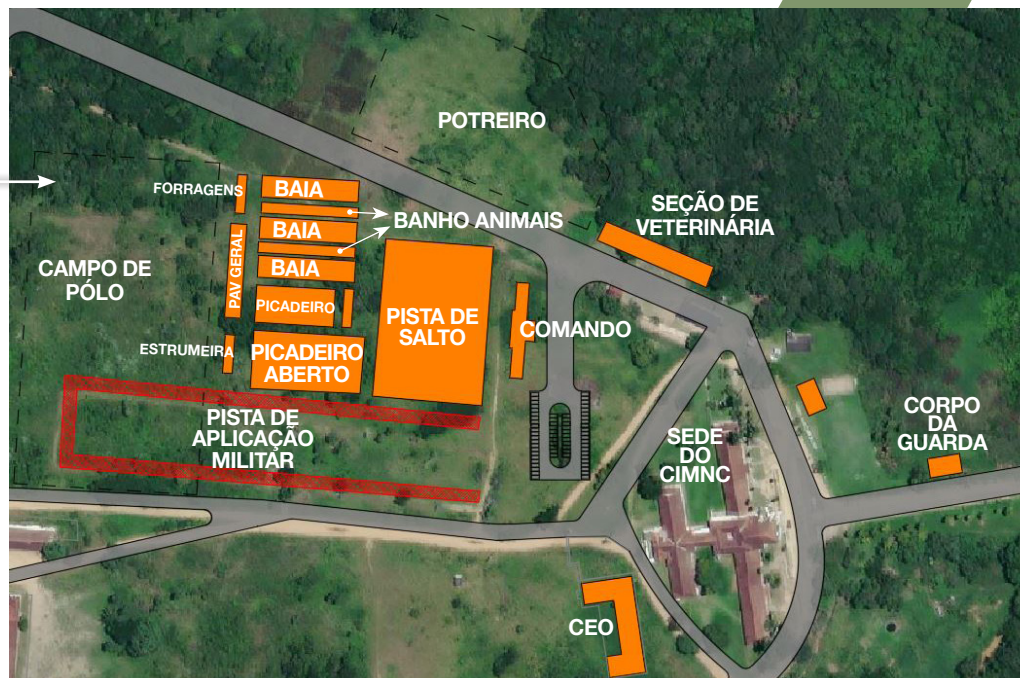 POTREIRO
FORRAGENS
BAIA
BANHO ANIMAIS
SEÇÃO DE
VETERINÁRIA
BAIA
PAV GERAL
BAIA
CAMPO DE
PÓLO
PICADEIRO
PISTA DE
SALTO
COMANDO
ESTRUMEIRA
PICADEIRO
ABERTO
PISTA DE
APLICAÇÃO
MILITAR
SEDE
DO
CIMNC
CORPO
DA
GUARDA
CEO